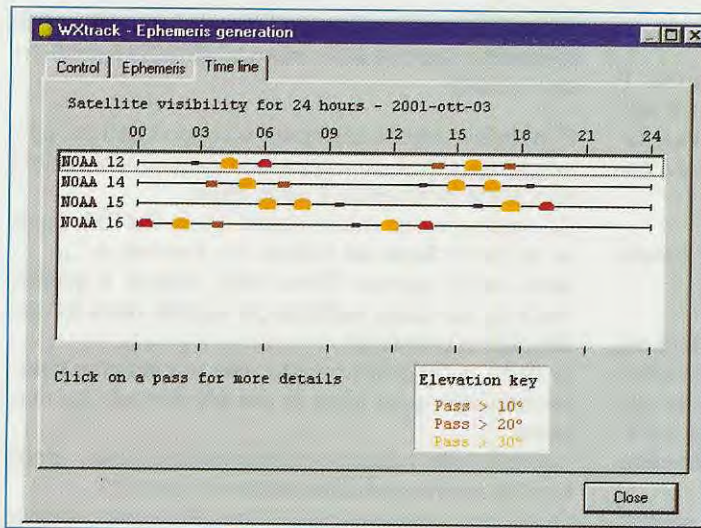 WXtrack - Ephemeris generation
Control Ephemeris Time line
Satellite visibility for 24 hours - 2001-ott-03
00 03 06 09 12 15 18 21 24
NOAA 12
NOAA 14
NOAA 15
NOAA 16
Click on a pass for more details
Elevation key
Pass > 10°
Pass > 20°
Pass > 30°
Close